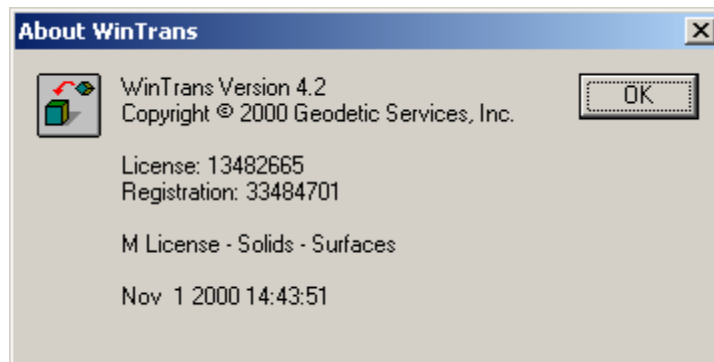 About WinTrans
WinTrans Version 4.2
OK
Copyright © 2000 Geodetic Services, Inc.
License: 13482665
Registration: 33484701
M License - Solids - Surfaces
Nov  1 2000 14:43:51